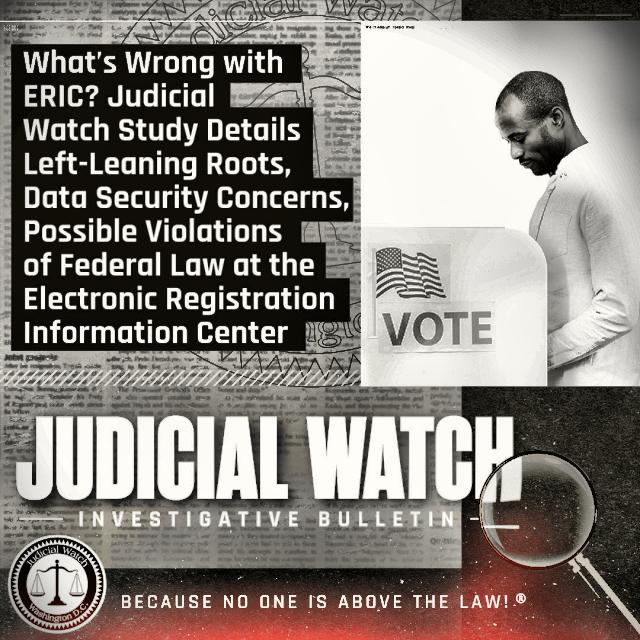 What's Wrong with
ERIC? Judicial
Watch Study Details
Left-Leaning Roots,
Data Security Concerns,
Possible Violations
of Federal Law at the
Electronic Registration
Information Center
VOTE
JUDICIAL WATCH
INVESTIGATIVE BULLETIN
Judicial Watch
Washington D.C.
BECAUSE NO ONE IS ABOVE THE LAW!®